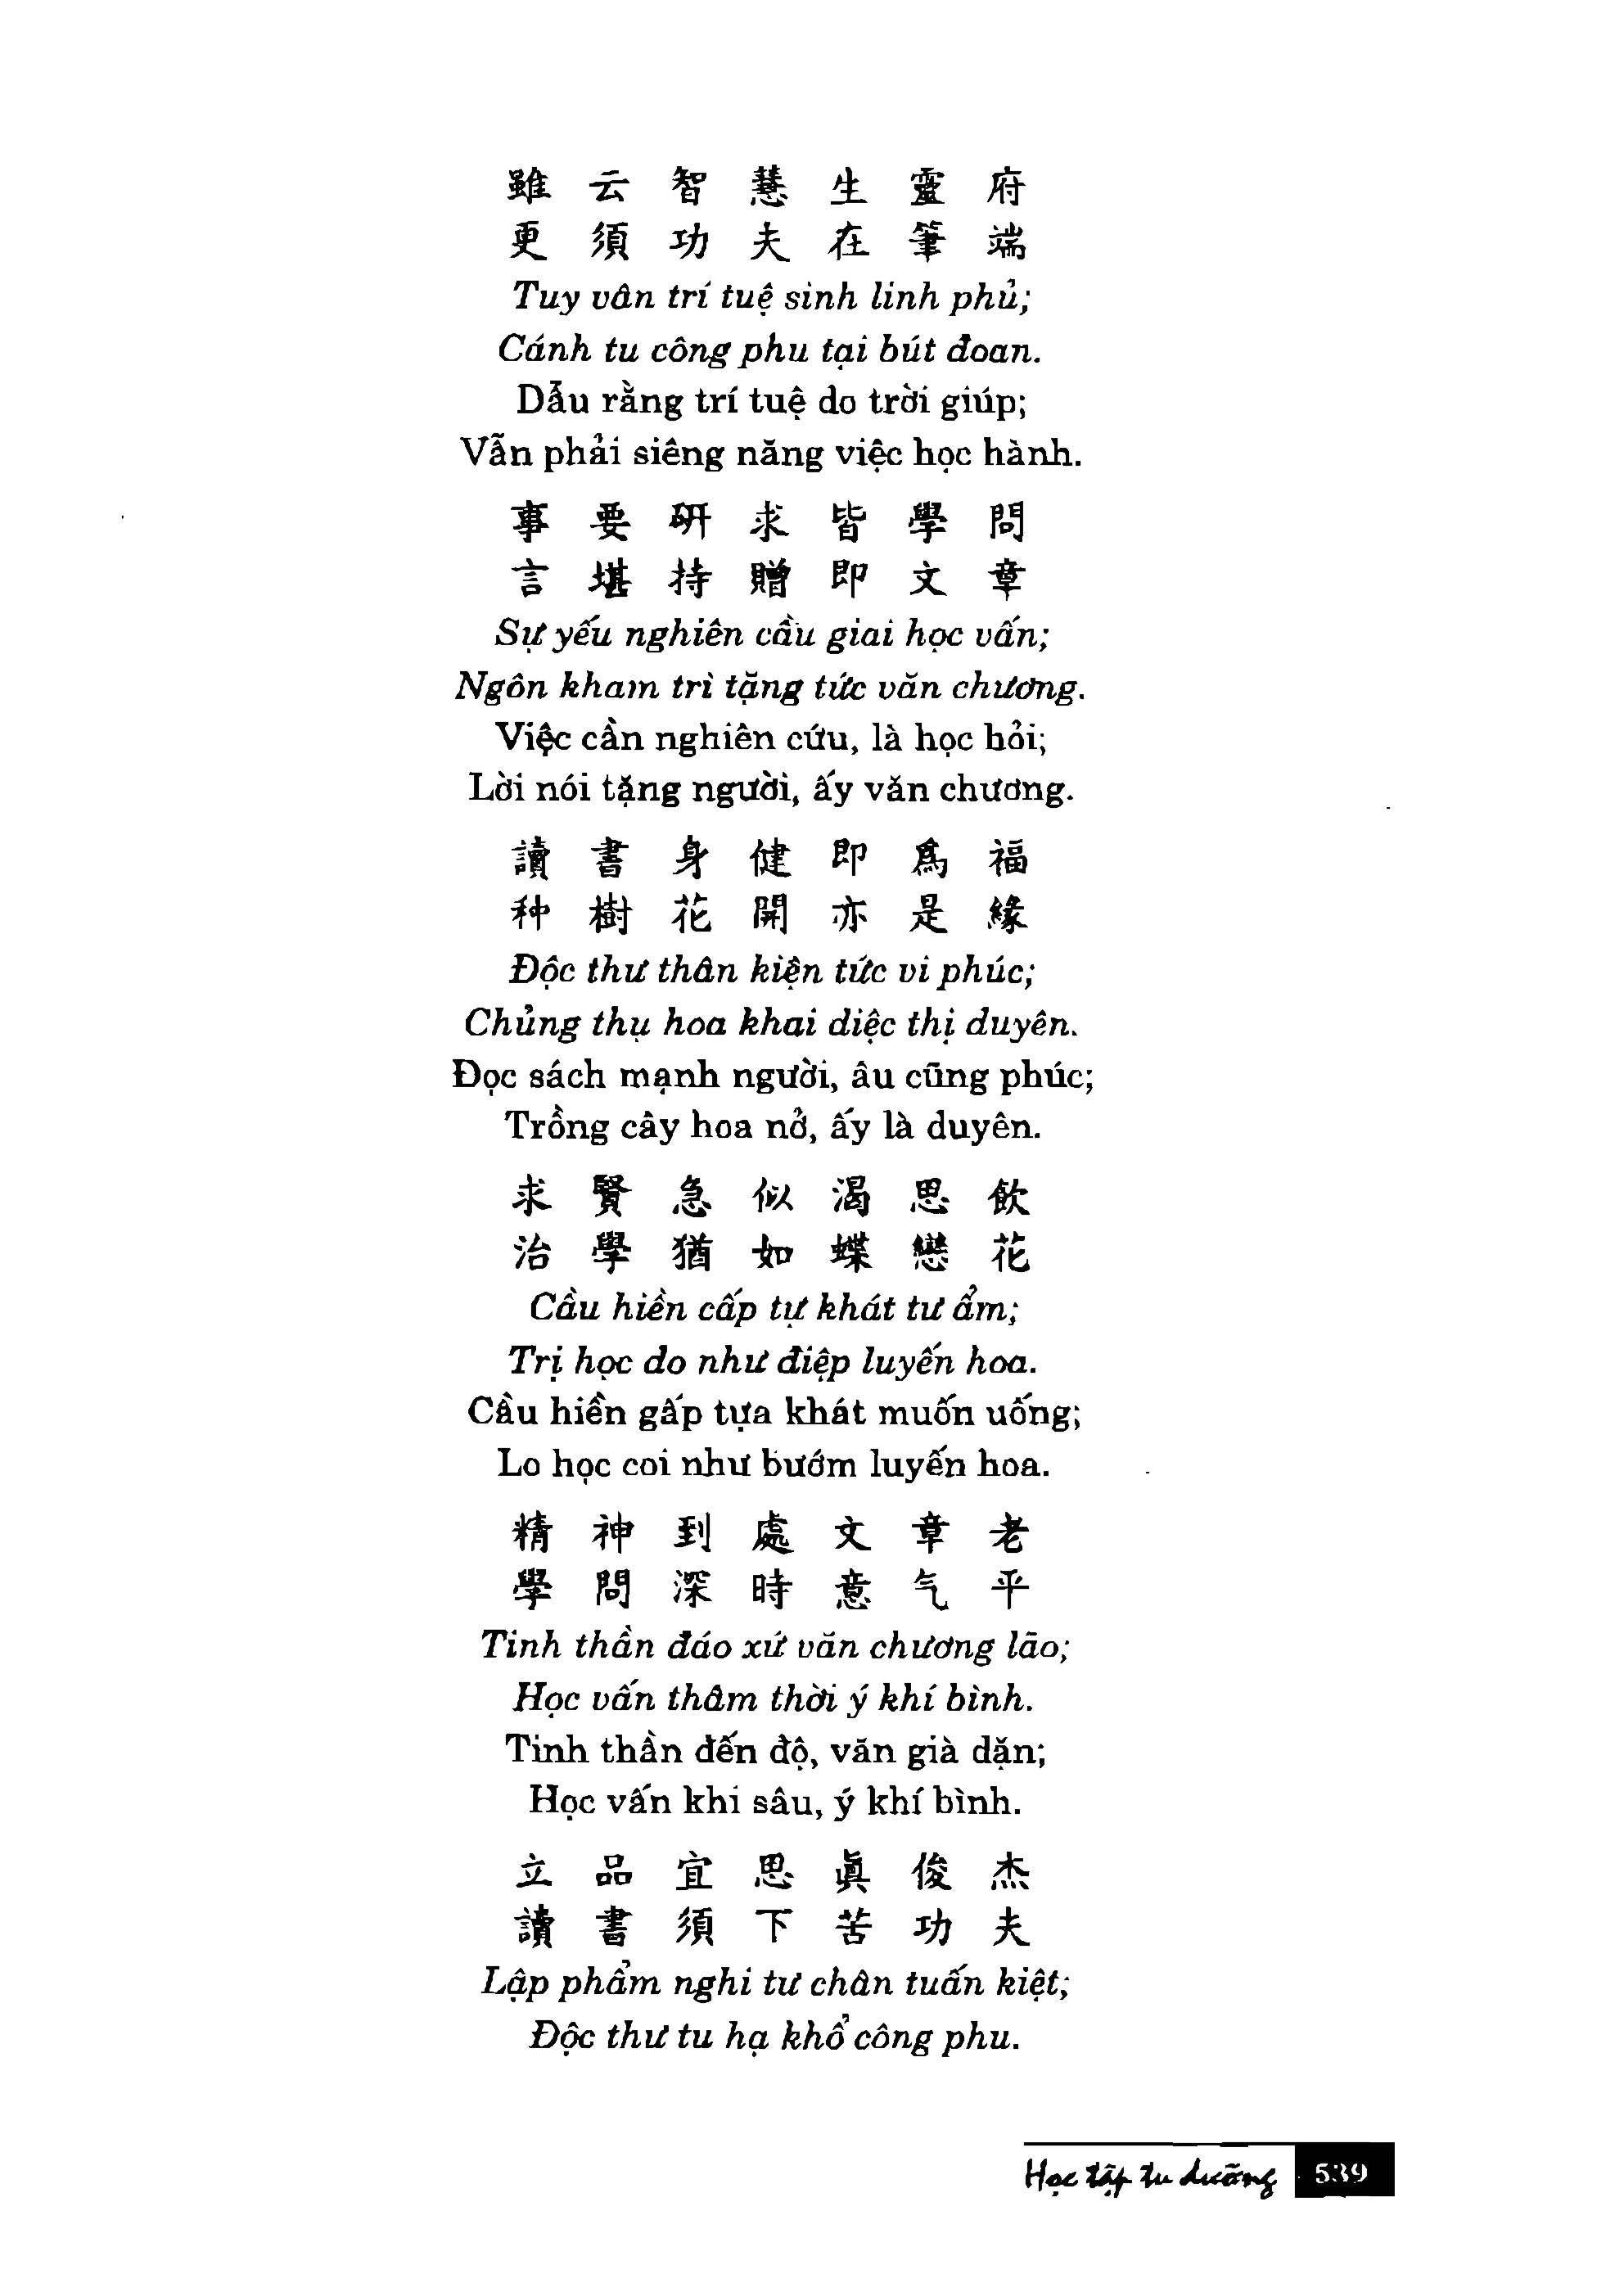 雖云智慧生靈府
更須功夫在筆端
Tuy vân trí tuệ sinh linh phủ;
Cánh tu công phu tại bút đoan.
Dẫu rằng trí tuệ do trời giúp;
Vẫn phải siêng năng việc học hành.
事要研求皆學問
言堪持贈即文章
Sự yếu nghiên cầu giai học vấn;
Ngôn kham trì tặng tức văn chương.
Việc cần nghiên cứu, là học hỏi;
Lời nói tặng người, ấy văn chương.
讀書身健即爲福
种樹花開亦是緣
Độc thư thân kiện tức vi phúc;
Chủng thụ hoa khai diệc thị duyên.
Đọc sách mạnh người, âu cũng phúc;
Trồng cây hoa nở, ấy là duyên.
求賢急似渴思飲
治學猶如蝶戀花
Cầu hiền cấp tự khát tư ẩm;
Trị học do như điệp luyến hoa.
Cầu hiền gấp tựa khát muốn uống;
Lo học coi như bướm luyến hoa.
精神到處文章老
學問深時意气平
Tinh thần đáo xứ văn chương lão;
Học vấn thâm thời ý khí bình.
Tinh thần đến độ, văn già dặn;
Học vấn khi sâu, ý khí bình.
立品宜思眞俊杰
讀書須下苦功夫
Lập phẩm nghi tư chân tuấn kiệt;
Độc thư tu hạ khổ công phu.
Học tập tu dưỡng 539